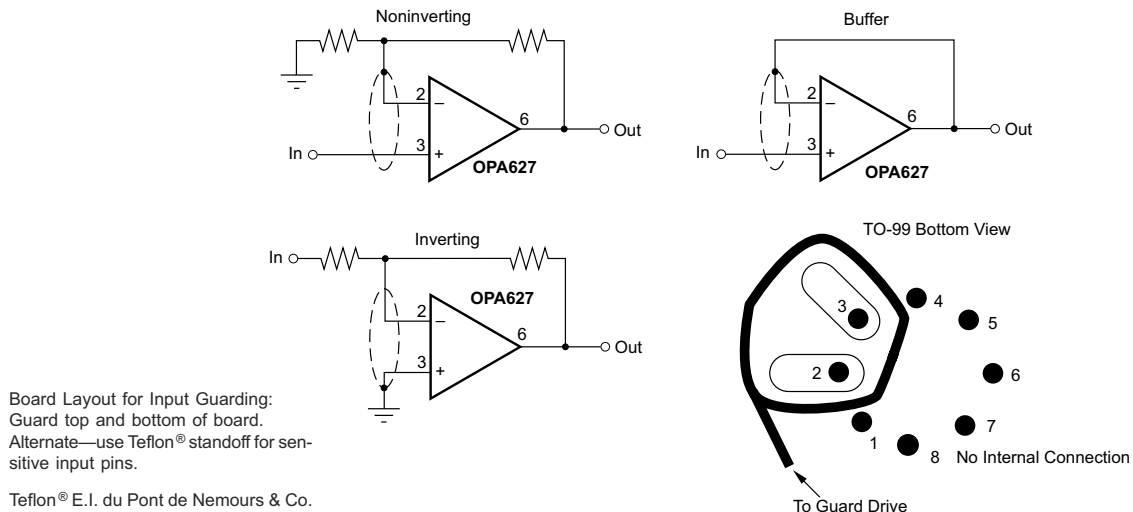 Noninverting
2
–
6
Out
3
+
In
OPA627
Buffer
2
–
6
Out
3
+
In
OPA627
Inverting
In
OPA627
2
–
6
Out
3
+
TO-99 Bottom View
3
4
5
2
6
1
7
8
No Internal Connection
To Guard Drive
Board Layout for Input Guarding:
Guard top and bottom of board.
Alternate—use Teflon® standoff for sen-
sitive input pins.
Teflon® E.I. du Pont de Nemours & Co.